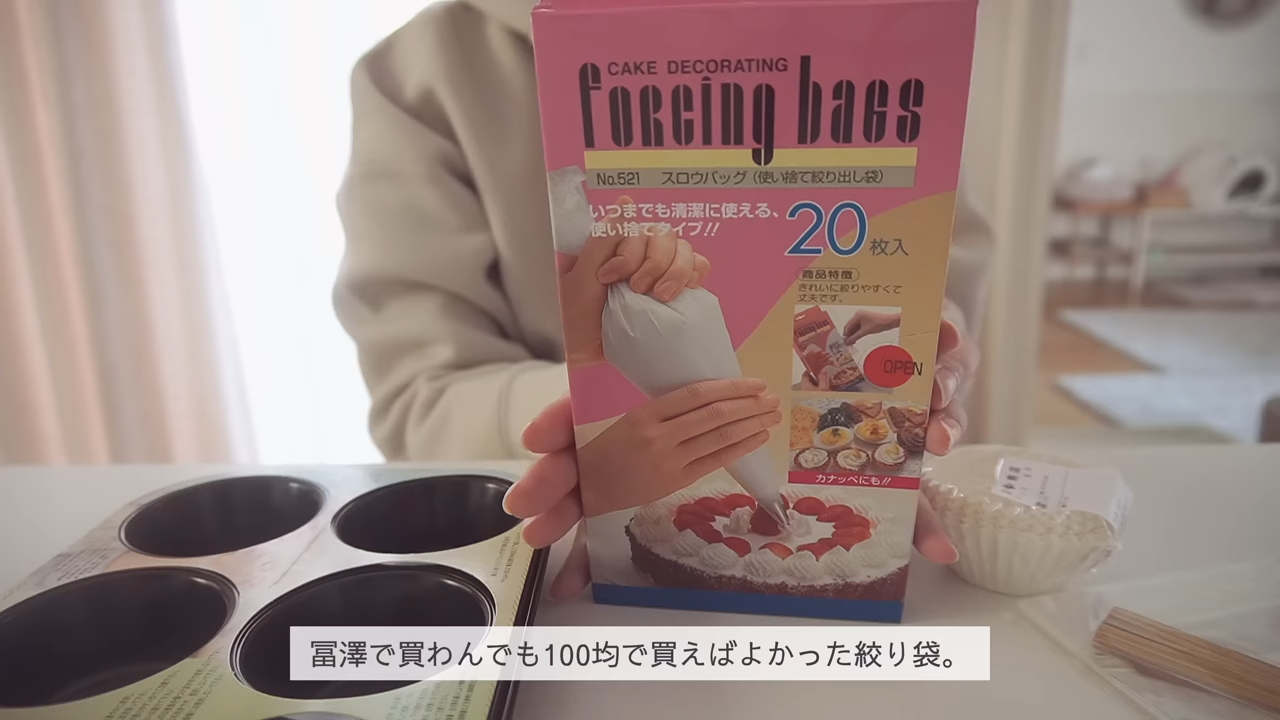 CAKE DECORATING
forcing bags
No.521 スロウバッグ（使い捨て絞り出し袋）
いつまでも清潔に使える、
使い捨てタイプ!!
20枚入
商品特徴
きれいに絞りやすくて
丈夫です。
OPEN
カナッペにも!!
冨澤で買わんでも100均で買えばよかった絞り袋。